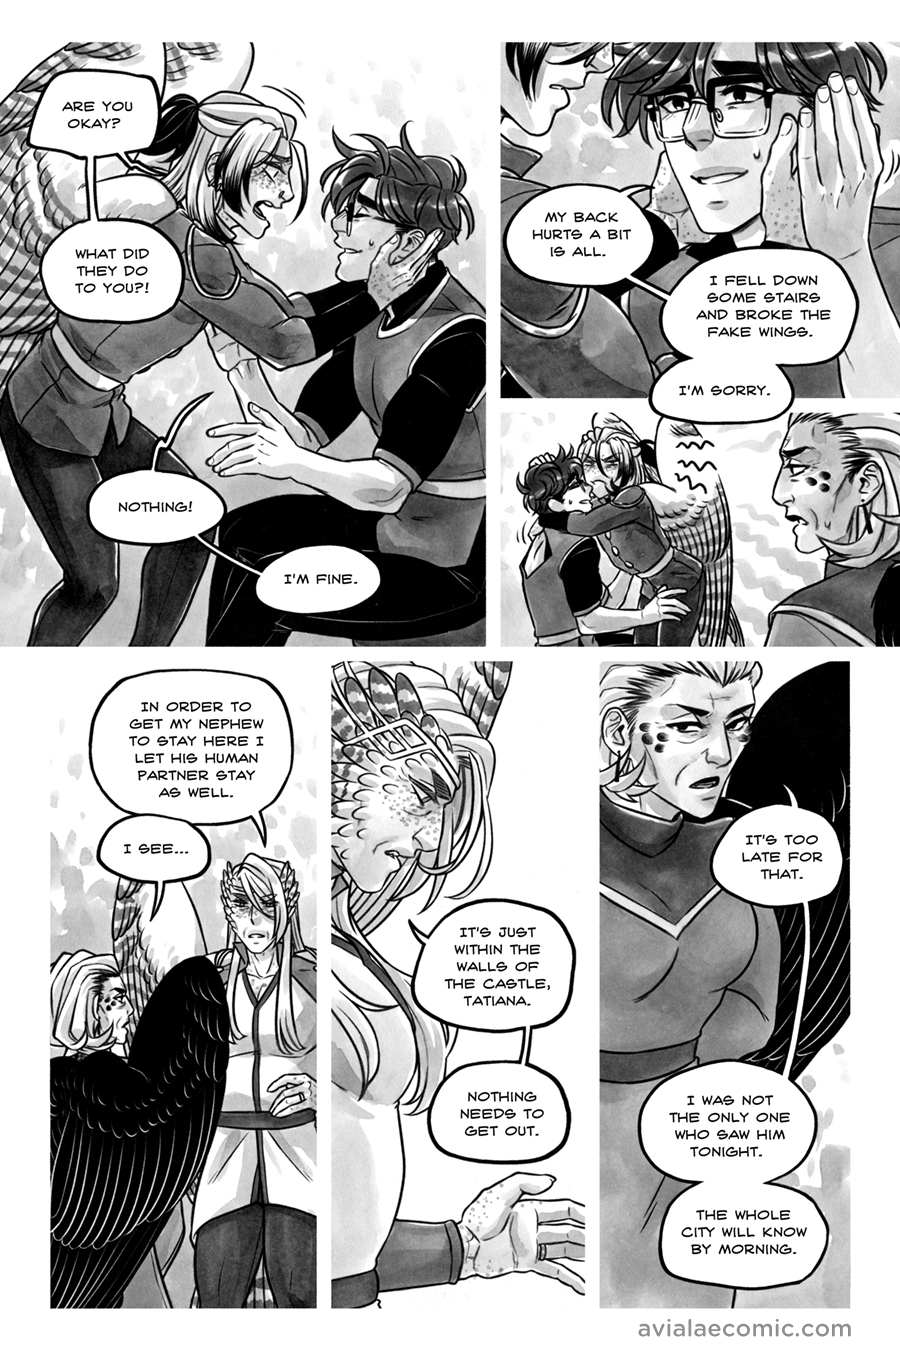 ARE YOU
OKAY?
WHAT DID
THEY DO
TO YOU?!
NOTHING!
I'M FINE.
MY BACK
HURTS A BIT
IS ALL.
I FELL DOWN
SOME STAIRS
AND BROKE THE
FAKE WINGS.
I'M SORRY.
IN ORDER TO
GET MY NEPHEW
TO STAY HERE I
LET HIS HUMAN
PARTNER STAY
AS WELL.
I SEE...
IT'S JUST
WITHIN THE
WALLS OF
THE CASTLE,
TATIANA.
NOTHING
NEEDS TO
GET OUT.
IT'S TOO
LATE FOR
THAT.
I WAS NOT
THE ONLY ONE
WHO SAW HIM
TONIGHT.
THE WHOLE
CITY WILL KNOW
BY MORNING.
avialaecomic.com